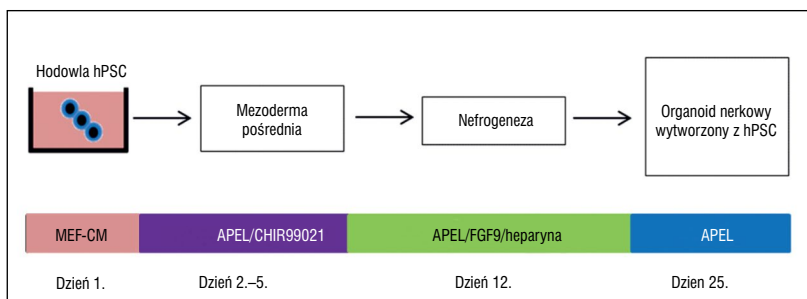 Hodowla hPSC
Mezoderma
pośrednia
Nefrogeneza
Organoid nerkowy
wytworzony z hPSC
MEF-CM
APEL/CHIR99021
APEL/FGF9/heparyna
APEL
Dzień 1.
Dzień 2.–5.
Dzień 12.
Dzien 25.